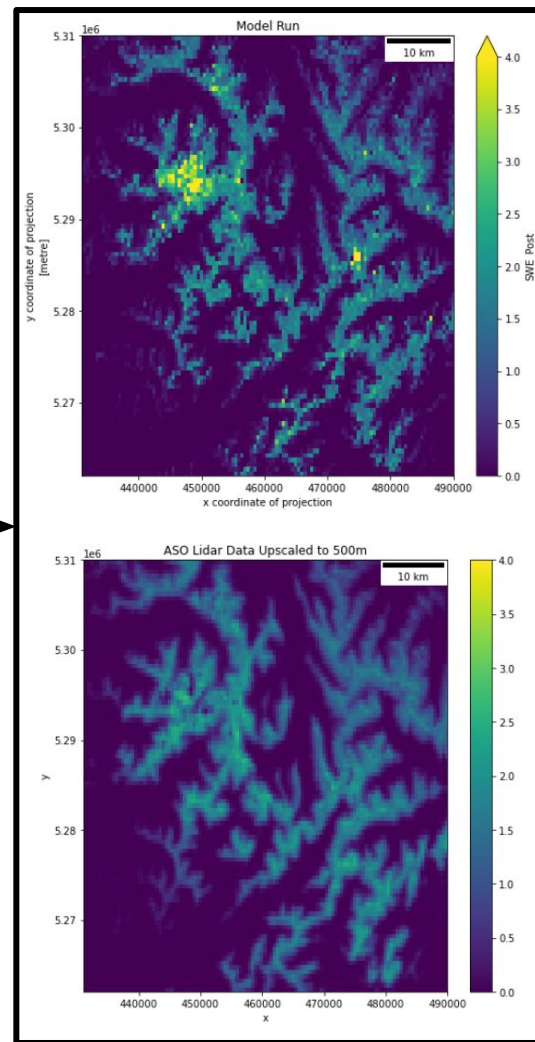 Model Run
1e6
10 km
5.31
5.30
5.29
5.28
5.27
y coordinate of projection
[metre]
440000 450000 460000 470000 480000 490000
x coordinate of projection
4.0
3.5
3.0
2.5
2.0
1.5
1.0
0.5
0.0
SWE_Post
ASO Lidar Data Upscaled to 500m
1e6
10 km
5.31
5.30
5.29
5.28
5.27
y
440000 450000 460000 470000 480000 490000
x
4.0
3.5
3.0
2.5
2.0
1.5
1.0
0.5
0.0